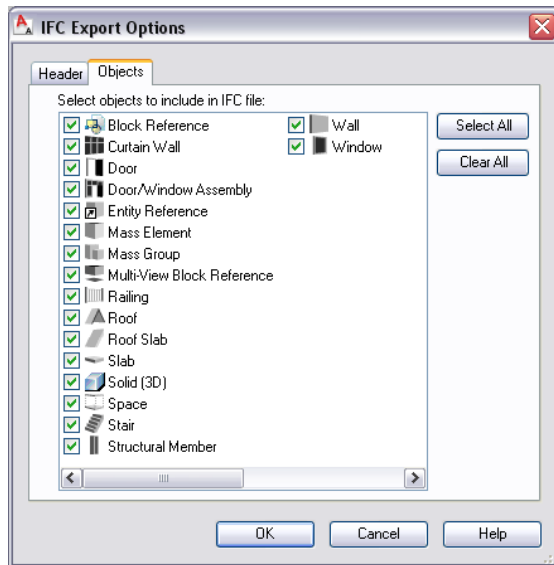 IFC Export Options
Header Objects
Select objects to include in IFC file:
Block Reference
Curtain Wall
Door
Door/Window Assembly
Entity Reference
Mass Element
Mass Group
Multi-View Block Reference
Railing
Roof
Roof Slab
Slab
Solid (3D)
Space
Stair
Structural Member
Wall
Window
Select All
Clear All
OK Cancel Help